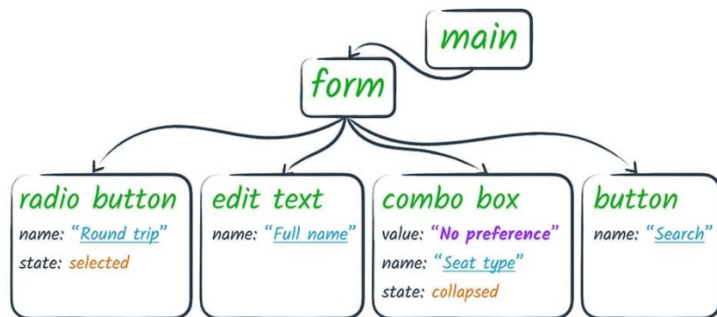 main
form
radio button
name: “Round trip”
state: selected
edit text
name: “Full name”
combo box
value: “No preference”
name: “Seat type”
state: collapsed
button
name: “Search”